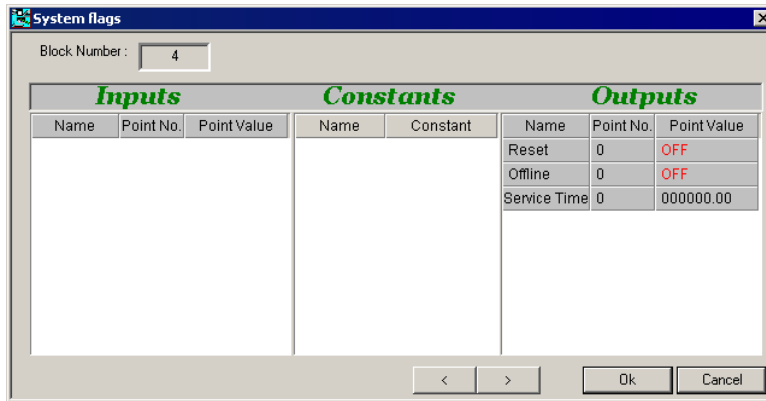 System flags
Block Number : 4
Inputs Constants Outputs
Name Point No. Point Value Name Constant Name Point No. Point Value
Reset 0 OFF
Offline 0 OFF
Service Time 0 000000.00
< > Ok Cancel